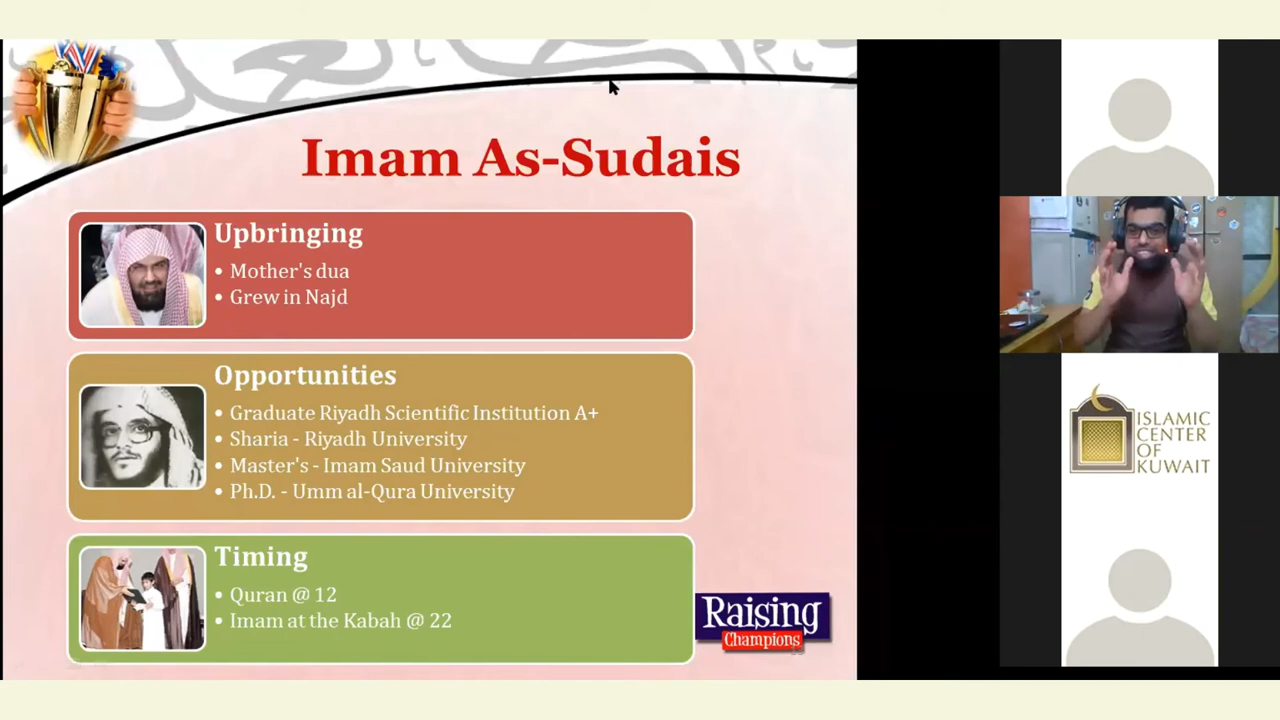 Imam As-Sudais
Upbringing
• Mother's dua
• Grew in Najd
Opportunities
• Graduate Riyadh Scientific Institution A+
• Sharia - Riyadh University
• Master's - Imam Saud University
• Ph.D. - Umm al-Qura University
Timing
• Quran @ 12
• Imam at the Kabah @ 22
Raising
Champions
ISLAMIC
CENTER
OF
KUWAIT